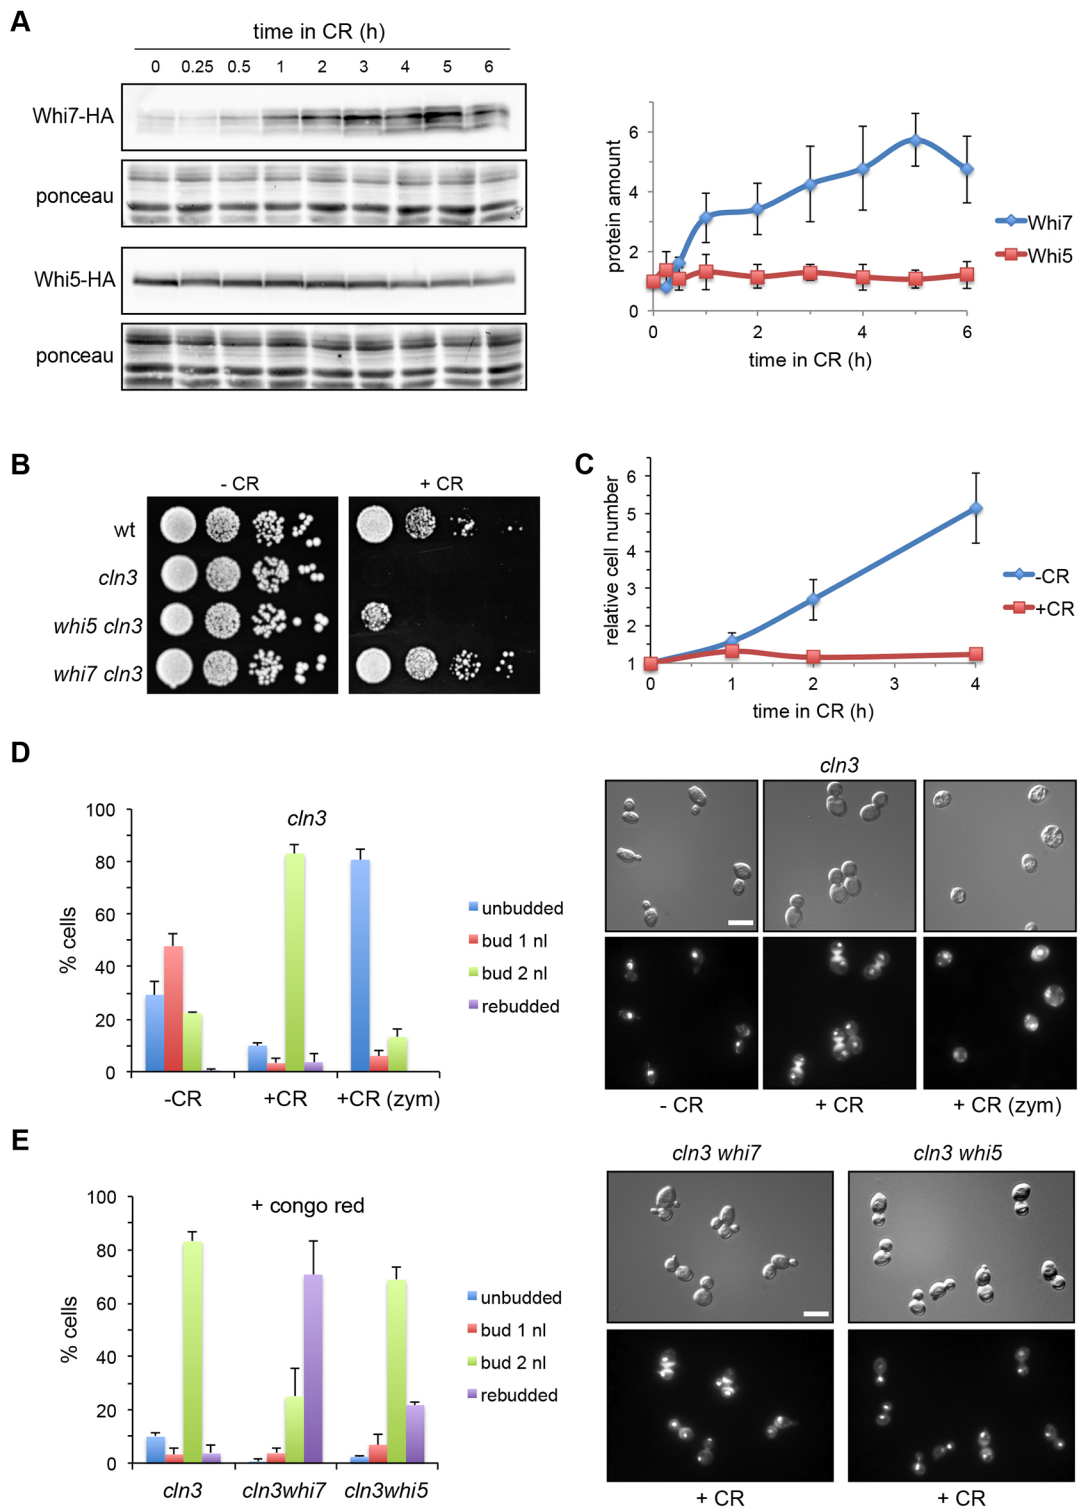 A
time in CR (h)
0 0.25 0.5 1 2 3 4 5 6
Whi7-HA
ponceau
Whi5-HA
ponceau
protein amount
6
4
2
0
0 2 4 6
time in CR (h)
Whi7
Whi5
B
- CR
+ CR
wt
cln3
whi5 cln3
whi7 cln3
C
relative cell number
6
5
4
3
2
1
0 1 2 3 4
time in CR (h)
-CR
+CR
D
cln3
% cells
100
80
60
40
20
0
-CR +CR +CR (zym)
unbudded
bud 1 nl
bud 2 nl
rebudded
cln3
- CR
+ CR
+ CR (zym)
E
+ congo red
% cells
100
80
60
40
20
0
cln3 cln3whi7 cln3whi5
unbudded
bud 1 nl
bud 2 nl
rebudded
cln3 whi7
cln3 whi5
+ CR
+ CR